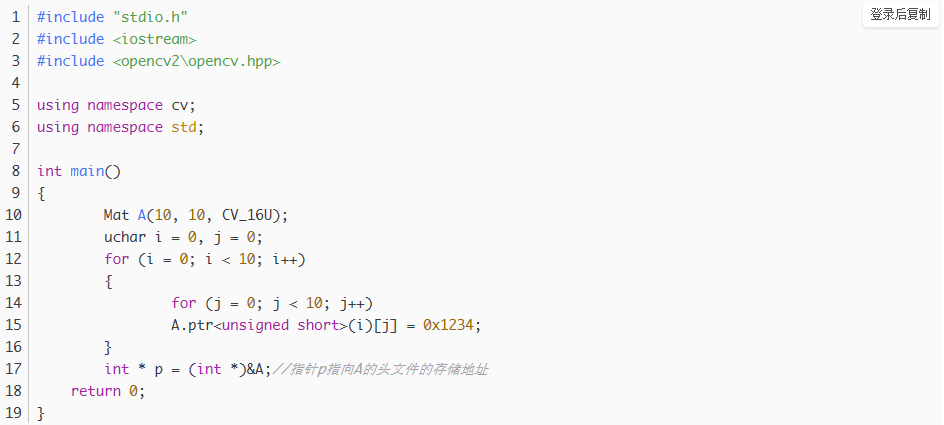 登录后复制
1 #include "stdio.h"
2 #include <iostream>
3 #include <opencv2\opencv.hpp>
4
5 using namespace cv;
6 using namespace std;
7
8 int main()
9 {
10 Mat A(10, 10, CV_16U);
11 uchar i = 0, j = 0;
12 for (i = 0; i < 10; i++)
13 {
14 for (j = 0; j < 10; j++)
15 A.ptr<unsigned short>(i)[j] = 0x1234;
16 }
17 int * p = (int *)&A;//指针p指向A的头文件的存储地址
18 return 0;
19 }